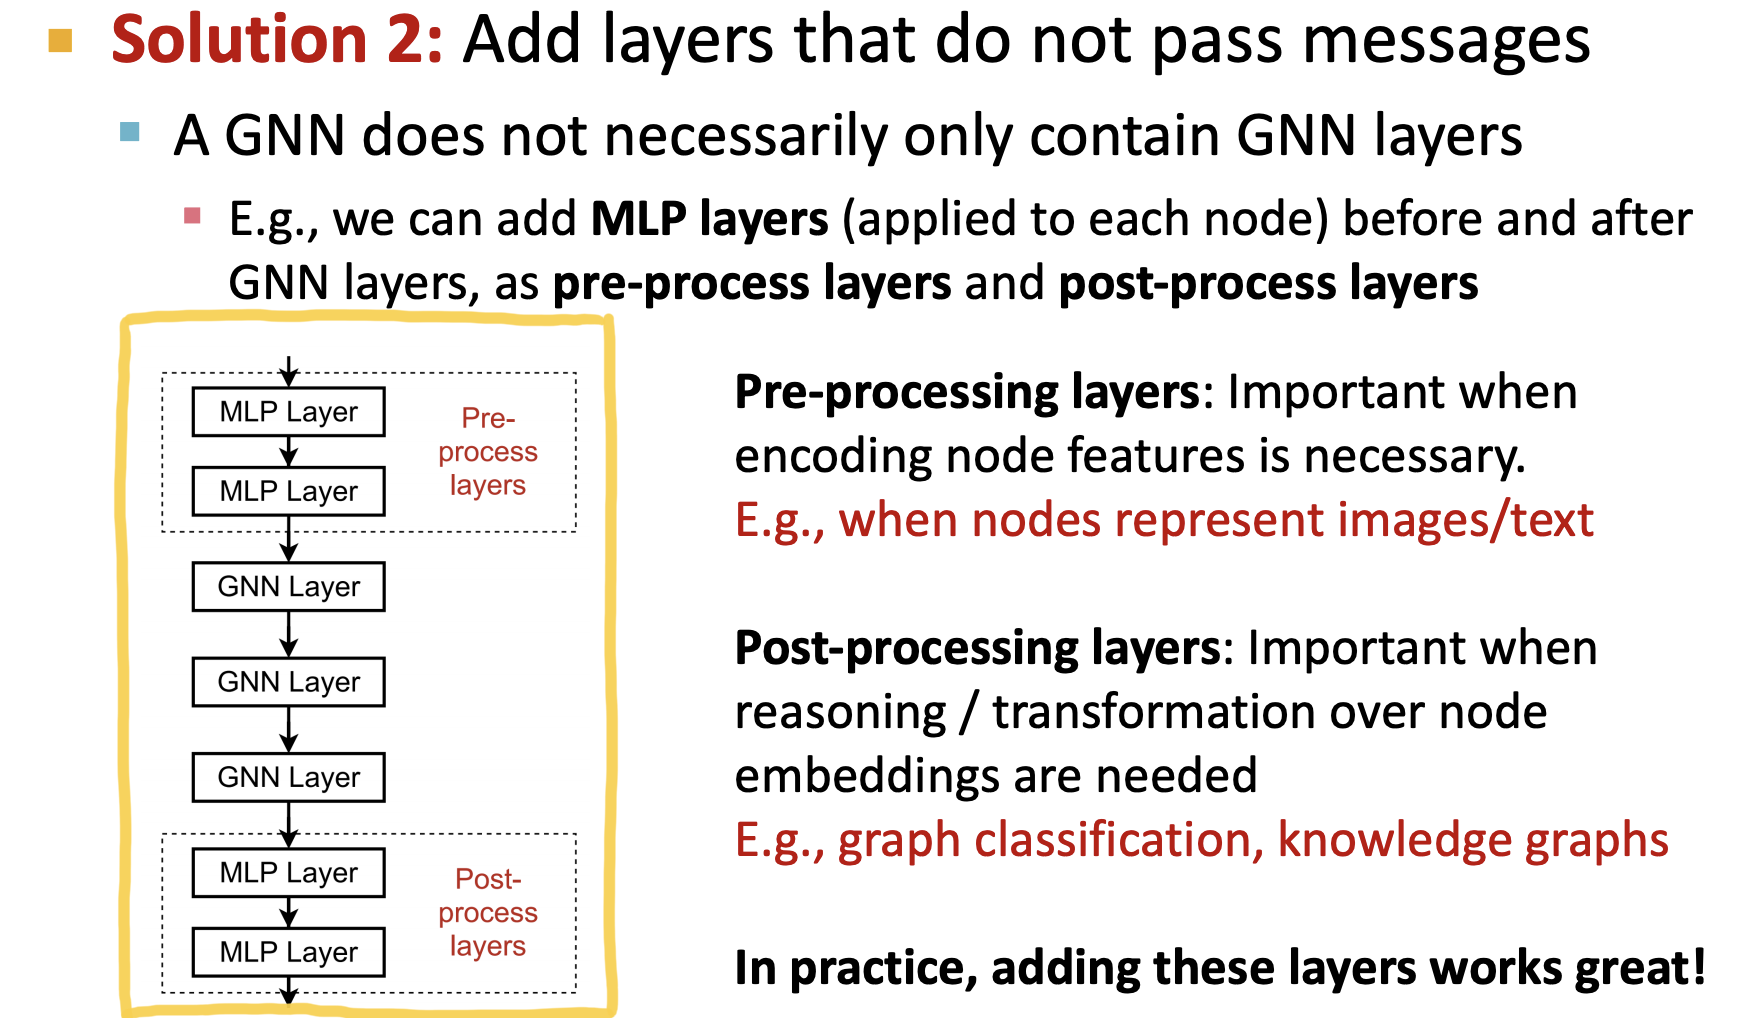 Solution 2: Add layers that do not pass messages
A GNN does not necessarily only contain GNN layers
E.g., we can add MLP layers (applied to each node) before and after
GNN layers, as pre-process layers and post-process layers
MLP Layer
MLP Layer
Pre-
process
layers
GNN Layer
GNN Layer
GNN Layer
MLP Layer
MLP Layer
Post-
process
layers
Pre-processing layers: Important when
encoding node features is necessary.
E.g., when nodes represent images/text
Post-processing layers: Important when
reasoning / transformation over node
embeddings are needed
E.g., graph classification, knowledge graphs
In practice, adding these layers works great!